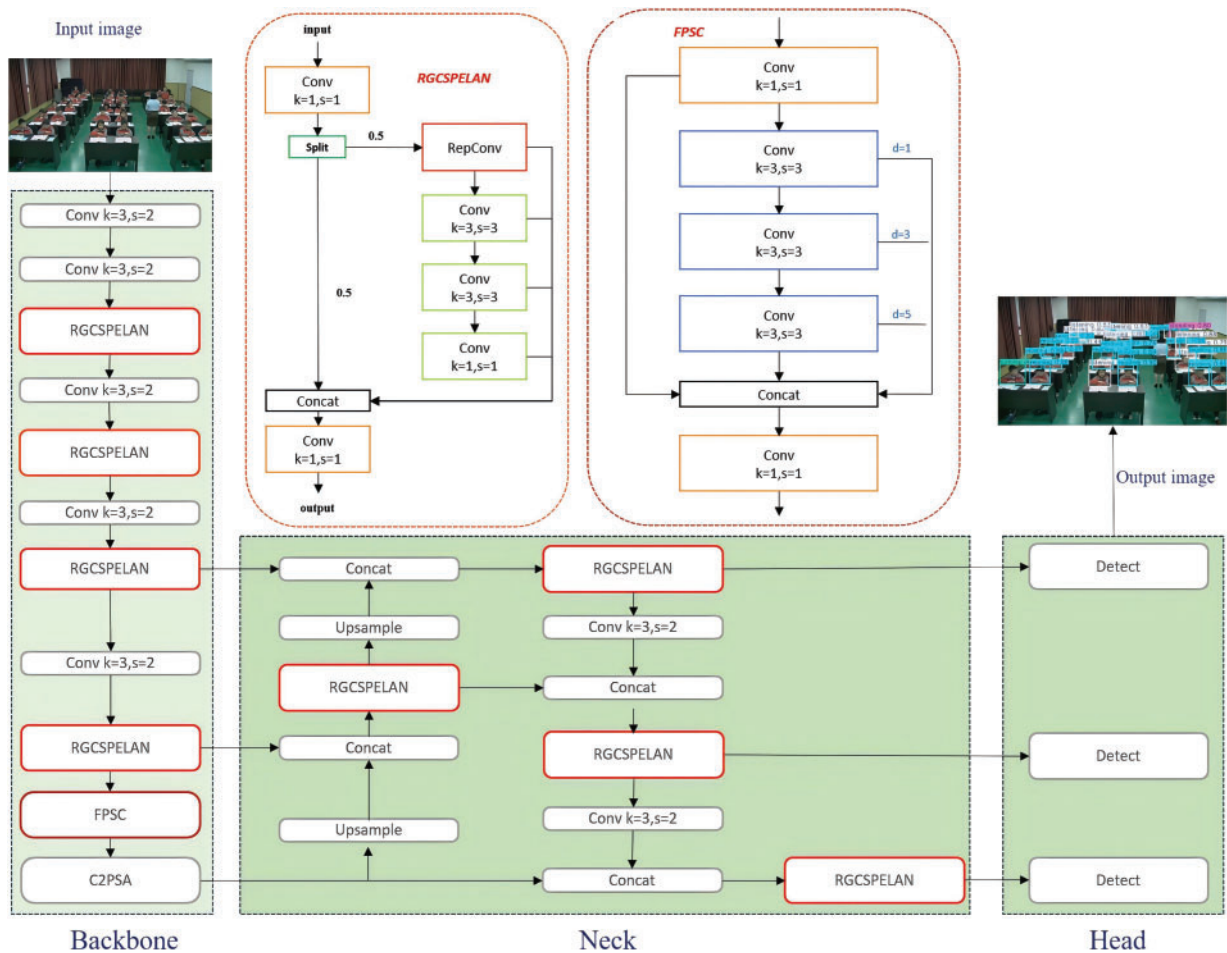 Input image
input
Conv
k=1,s=1
RGCSPELAN
Split
0.5
RepConv
Conv
k=3,s=3
0.5
Conv
k=3,s=3
Conv
k=1,s=1
Concat
Conv
k=1,s=1
output
FPSC
Conv
k=1,s=1
Conv
k=3,s=3
d=1
Conv
k=3,s=3
d=3
Conv
k=3,s=3
d=5
Concat
Conv
k=1,s=1
Conv k=3,s=2
Conv k=3,s=2
RGCSPELAN
Conv k=3,s=2
RGCSPELAN
Conv k=3,s=2
RGCSPELAN
Conv k=3,s=2
RGCSPELAN
FPSC
C2PSA
Concat
Upsample
RGCSPELAN
Concat
Upsample
RGCSPELAN
Conv k=3,s=2
Concat
RGCSPELAN
Conv k=3,s=2
Concat
RGCSPELAN
Output image
Detect
Detect
Detect
Backbone
Neck
Head